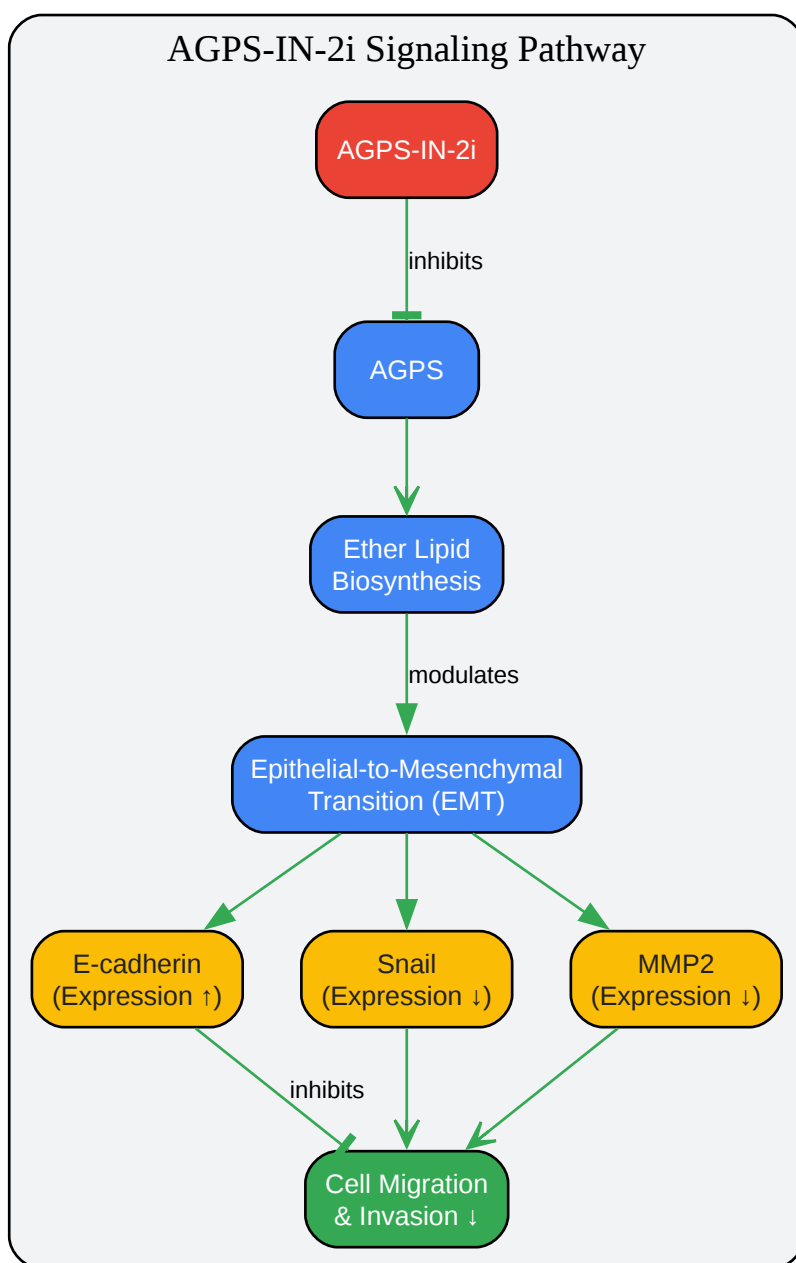 AGPS-IN-2i Signaling Pathway
AGPS-IN-2i
inhibits
AGPS
Ether Lipid
Biosynthesis
modulates
Epithelial-to-Mesenchymal
Transition (EMT)
E-cadherin
(Expression ↑)
Snail
(Expression ↓)
MMP2
(Expression ↓)
inhibits
Cell Migration
& Invasion ↓